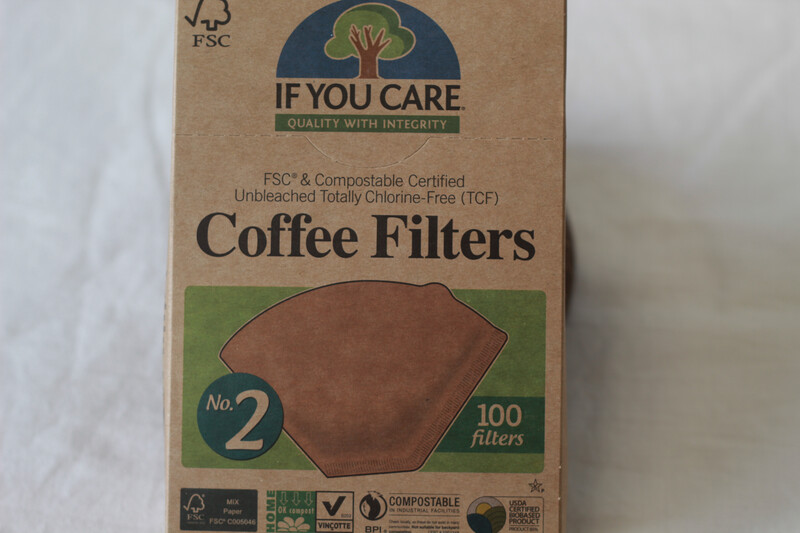 FSC
IF YOU CARE®
QUALITY WITH INTEGRITY
FSC® & Compostable Certified
Unbleached Totally Chlorine-Free (TCF)
Coffee Filters
No. 2
100
filters
FSC
MIX
Paper
FSC® C005046
HOME
OK compost
VINÇOTTE
BPI
COMPOSTABLE
IN INDUSTRIAL FACILITIES
USDA
CERTIFIED
BIOBASED
PRODUCT